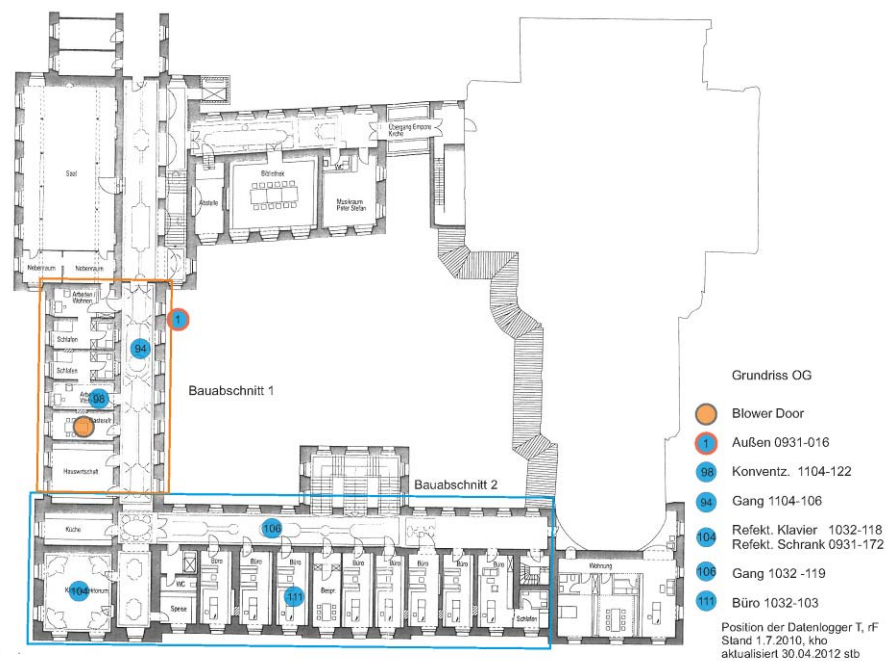 Übergang Empore
Kirche
Saal
Bibliothek
WC
Abstelle
Musikraum
Peter Stefan
Nebenraum
Nebenraum
Arbeiten /
Wohnen
1
Schlafen
94
Schlafen
98
Bauabschnitt 1
Hauswirtschaft
Bauabschnitt 2
Küche
106
Büro
Büro
Büro
Büro
Büro
Büro
Büro
Wohnung
WC
Bespr.
111
Spese
Schlafen
Grundriss OG
Blower Door
1 Außen 0931-016
98 Konventz. 1104-122
94 Gang 1104-106
104 Refekt. Klavier 1032-118
Refekt. Schrank 0931-172
106 Gang 1032 -119
111 Büro 1032-103
Position der Datenlogger T, rF
Stand 1.7.2010, kho
aktualisiert 30.04.2012 stb